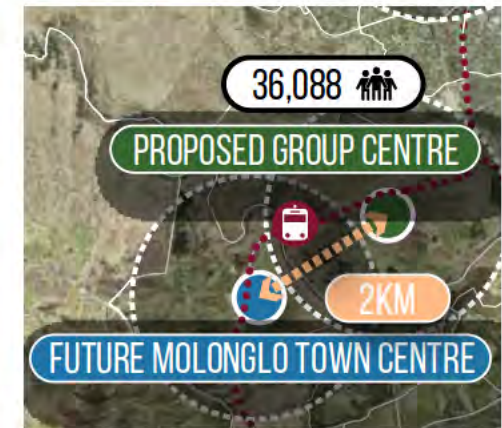 36,088
PROPOSED GROUP CENTRE
2KM
FUTURE MOLONGLO TOWN CENTRE